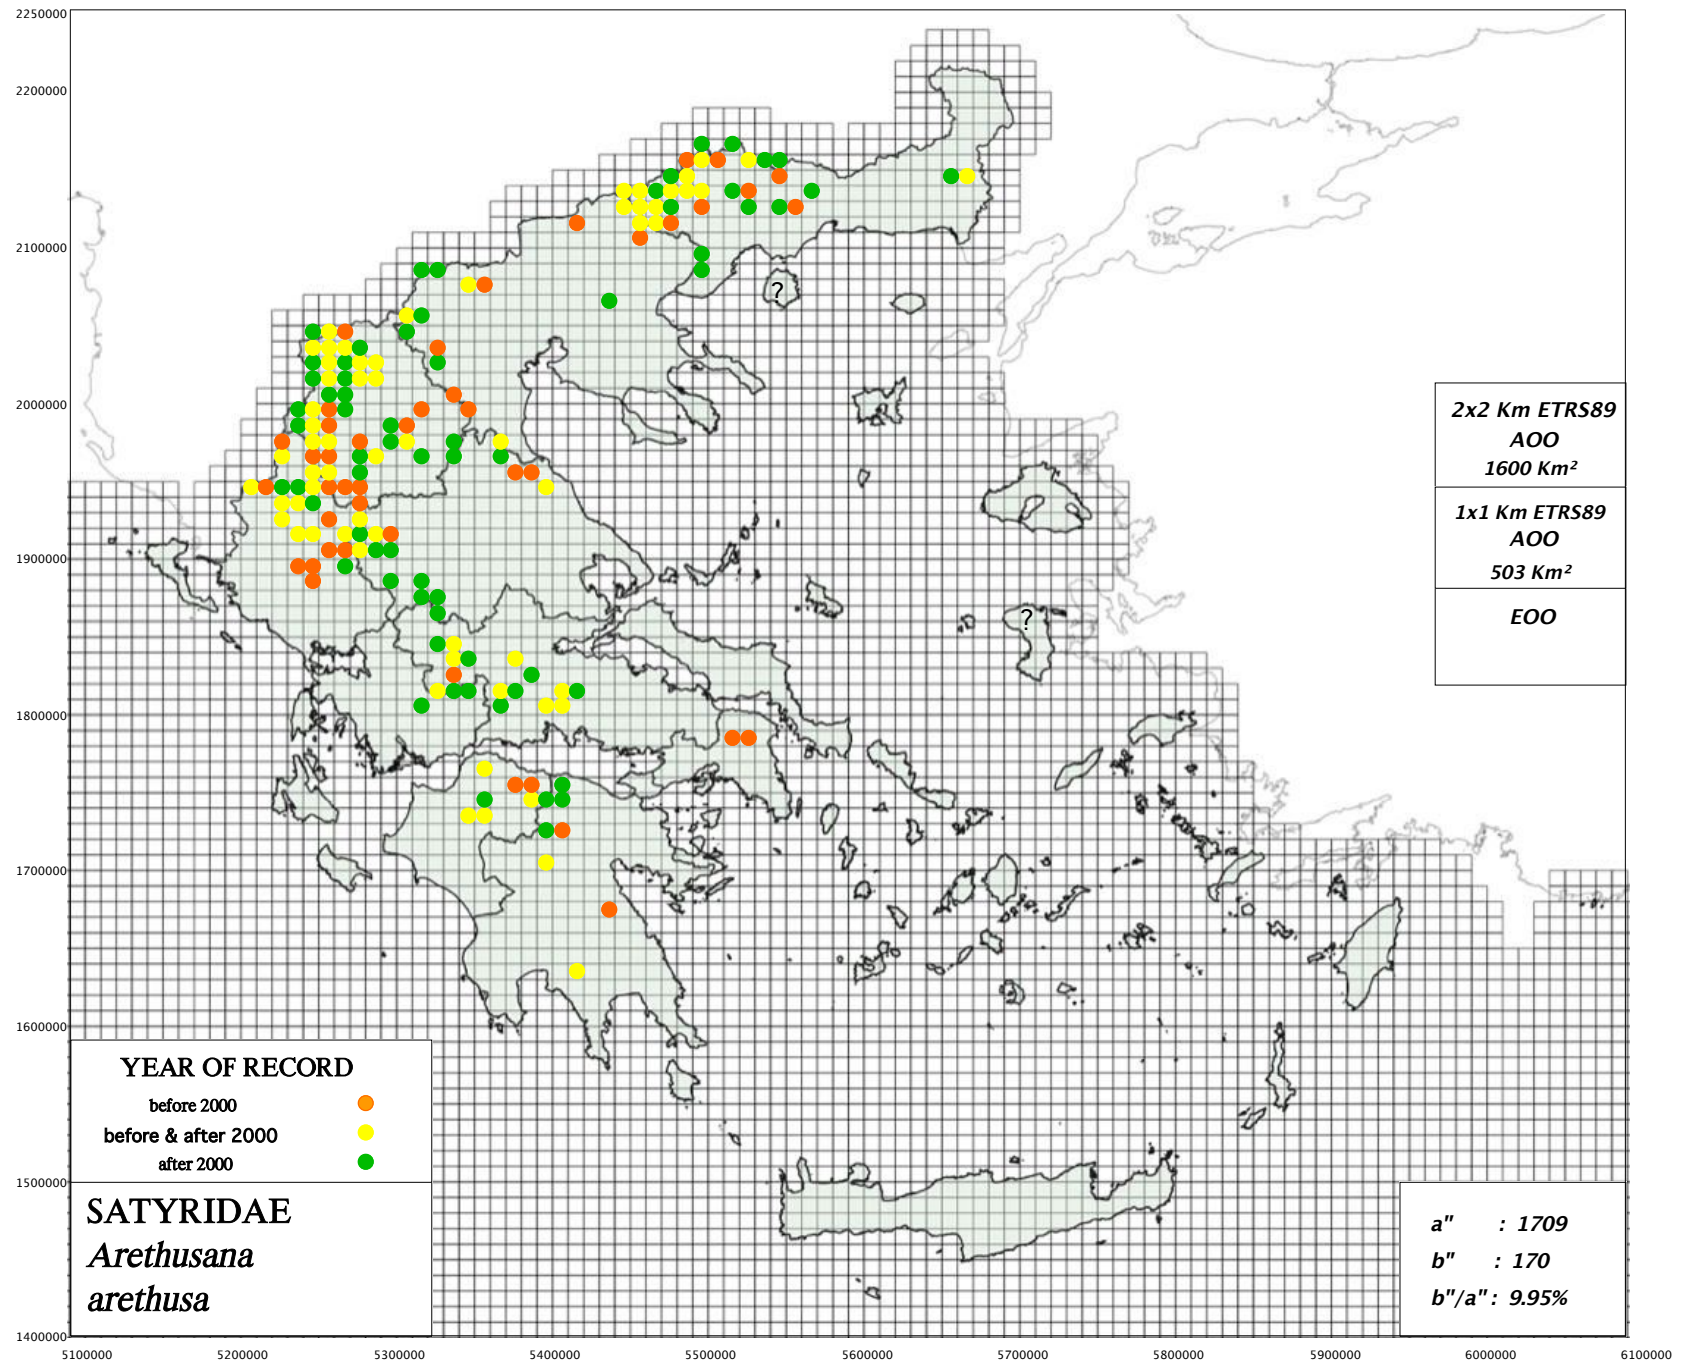 2250000
2200000
2100000
2000000
1900000
1800000
1700000
1600000
1500000
1400000
?
?
2x2 Km ETRS89
AOO
1600 Km²
1x1 Km ETRS89
AOO
503 Km²
EOO
YEAR OF RECORD
before 2000
before & after 2000
after 2000
SATYRIDAE
Arethusana
arethusa
a" : 1709
b" : 170
b"/a" : 9.95%
5100000 5200000 5300000 5400000 5500000 5600000 5700000 5800000 5900000 6000000 6100000